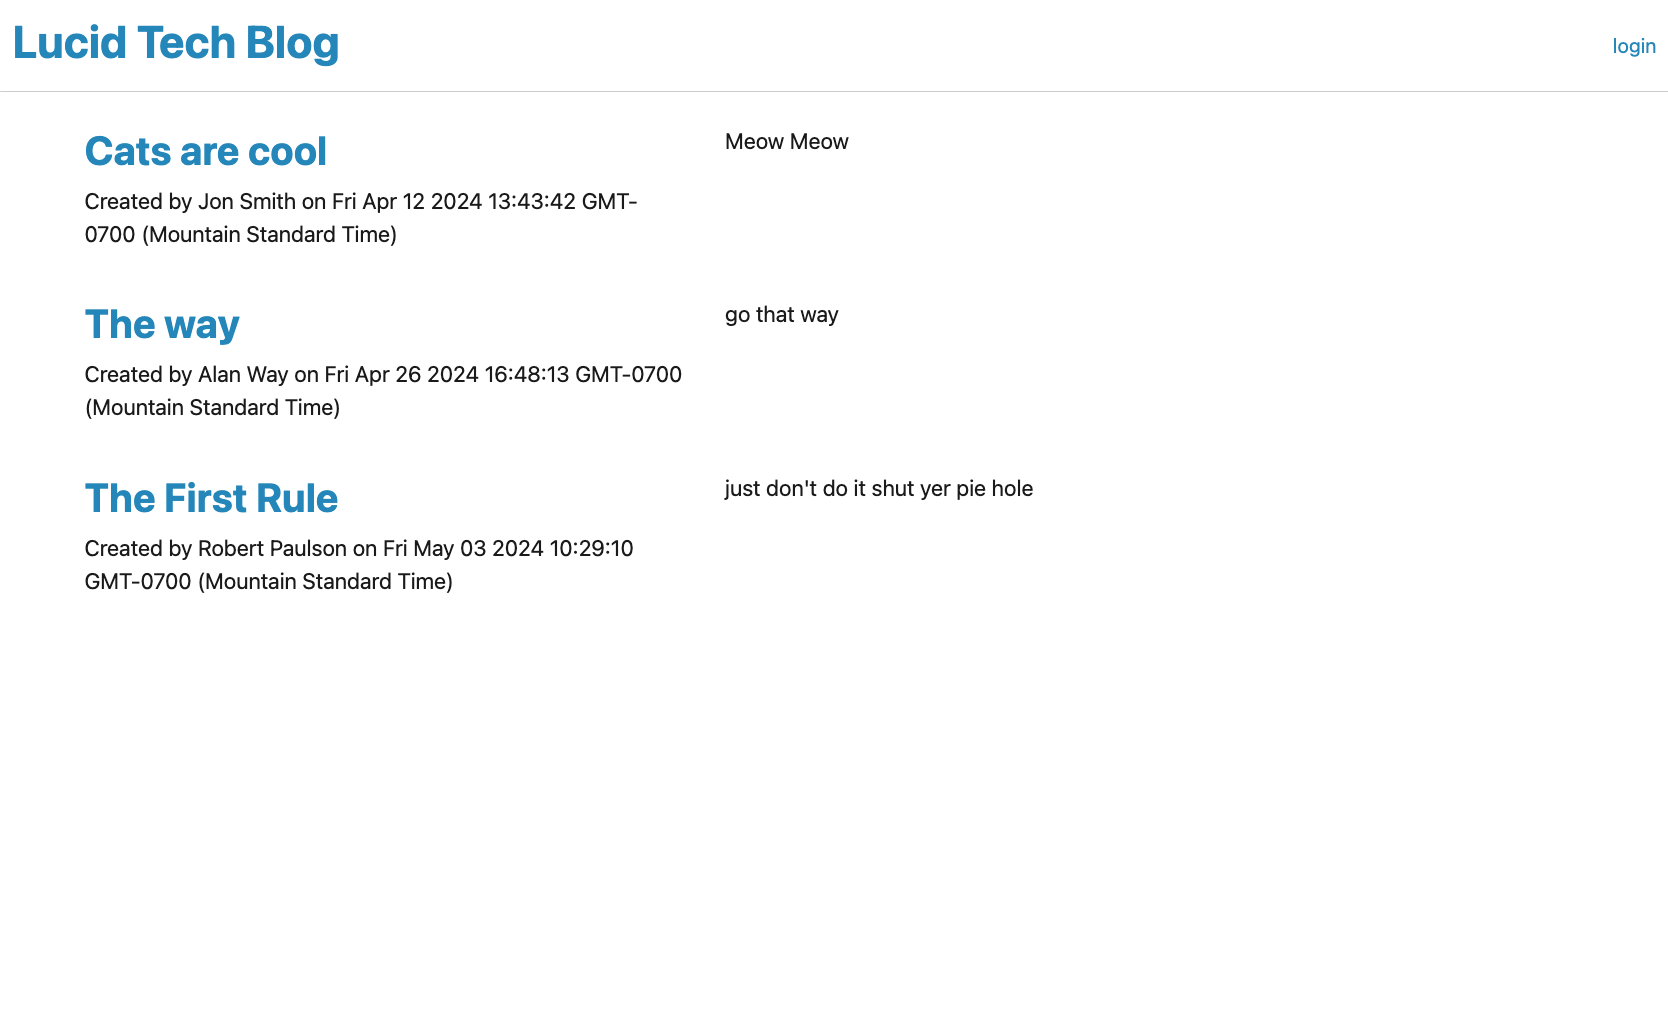 Lucid Tech Blog
login
Cats are cool
Created by Jon Smith on Fri Apr 12 2024 13:43:42 GMT-
0700 (Mountain Standard Time)
Meow Meow
The way
Created by Alan Way on Fri Apr 26 2024 16:48:13 GMT-0700
(Mountain Standard Time)
go that way
The First Rule
Created by Robert Paulson on Fri May 03 2024 10:29:10
GMT-0700 (Mountain Standard Time)
just don't do it shut yer pie hole